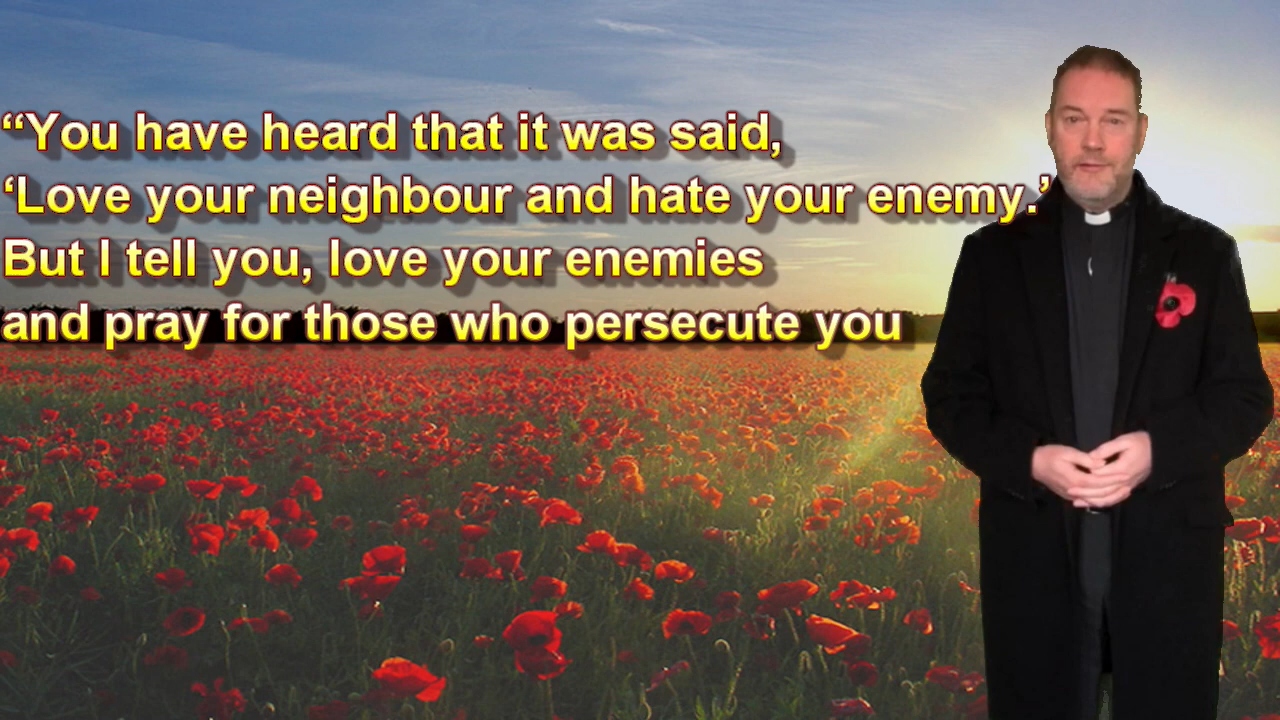 “You have heard that it was said,
‘Love your neighbour and hate your enemy.’
But I tell you, love your enemies
and pray for those who persecute you